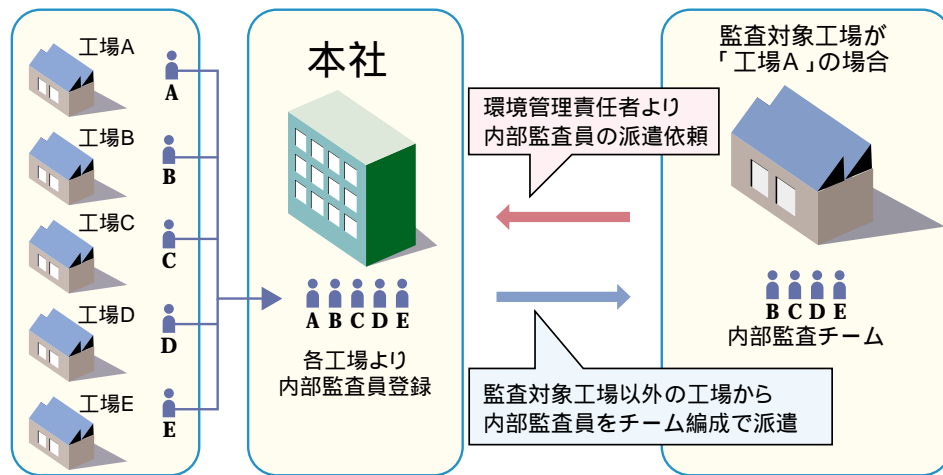 工場A
A
工場B
B
工場C
C
工場D
D
工場E
E
本社
A B C D E
各工場より
内部監査員登録
環境管理責任者より
内部監査員の派遣依頼
監査対象工場以外の工場から
内部監査員をチーム編成で派遣
監査対象工場が
「工場A」の場合
B C D E
内部監査チーム